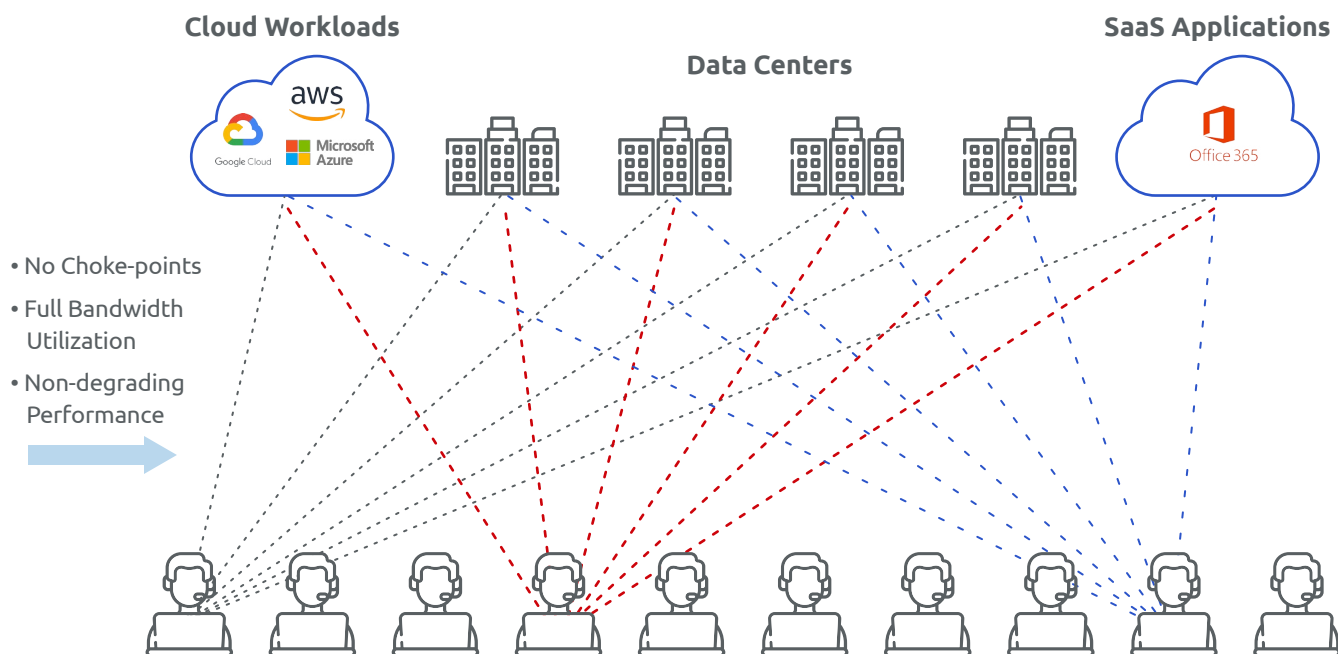 Cloud Workloads
Data Centers
SaaS Applications
aws
Google Cloud
Microsoft
Azure
Office 365
• No Choke-points
• Full Bandwidth
Utilization
• Non-degrading
Performance